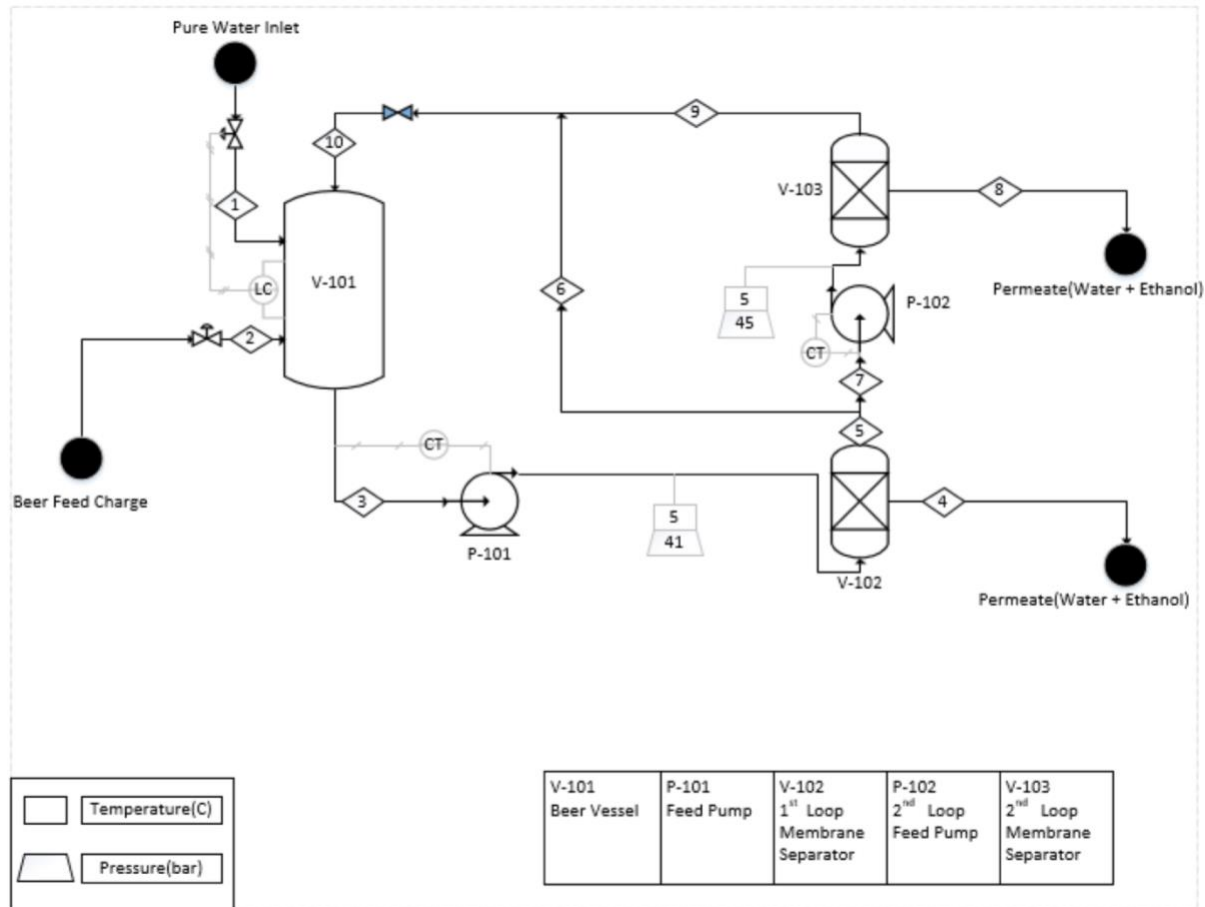 Pure Water Inlet
9
10
V-103
8
1
LC
V-101
6
5
45
P-102
Permeate(Water + Ethanol)
2
CT
7
5
CT
Beer Feed Charge
3
P-101
5
41
4
V-102
Permeate(Water + Ethanol)
Temperature(C)
Pressure(bar)
V-101
Beer Vessel
P-101
Feed Pump
V-102
1st Loop
Membrane
Separator
P-102
2nd Loop
Feed Pump
V-103
2nd Loop
Membrane
Separator